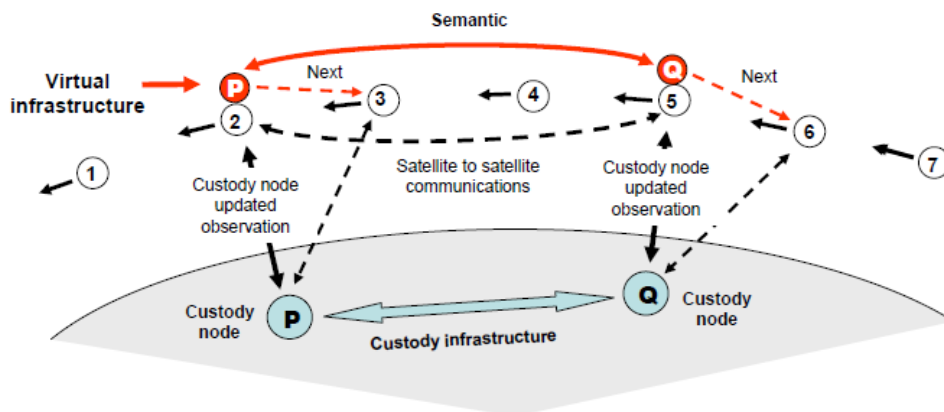 Semantic
Virtual
infrastructure
P
Next
Q
Next
1
2
3
4
5
6
7
Satellite to satellite
communications
Custody node
updated
observation
Custody node
updated
observation
Custody
node
P
Custody infrastructure
Q
Custody
node